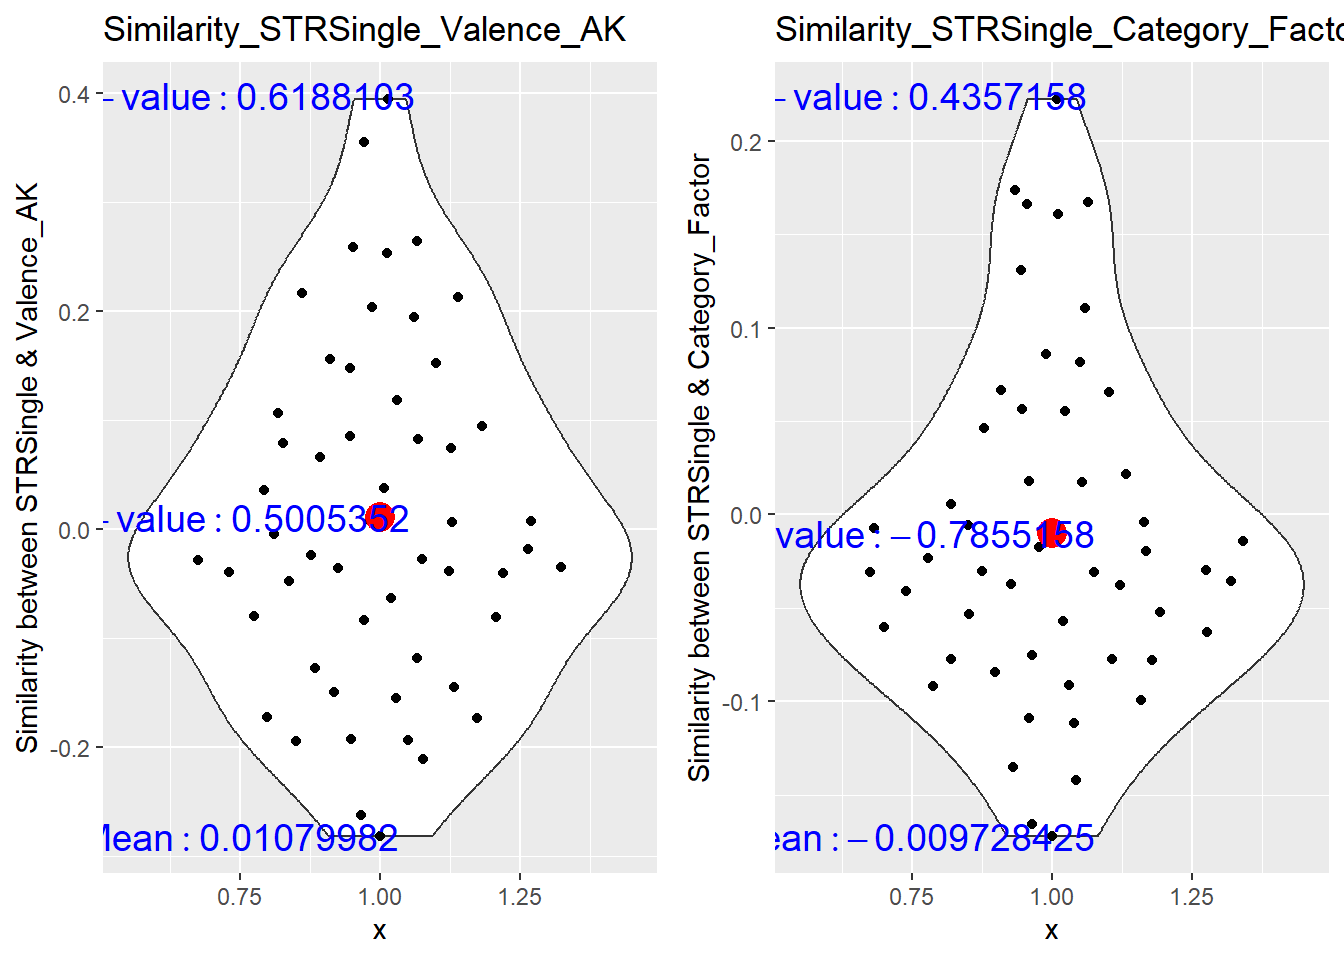 Similarity_STRSingle_Valence_AK
Similarity between STRSingle & Valence_AK
0.4
0.2
0.0
-0.2
- value : 0.6188103
- value : 0.5005352
Mean : 0.01079982
0.75 1.00 1.25
x
Similarity_STRSingle_Category_Facto
Similarity between STRSingle & Category_Factor
0.2
0.1
0.0
-0.1
- value : 0.4357158
value : −0.7855158
ean : −0.009728425
0.75 1.00 1.25
x